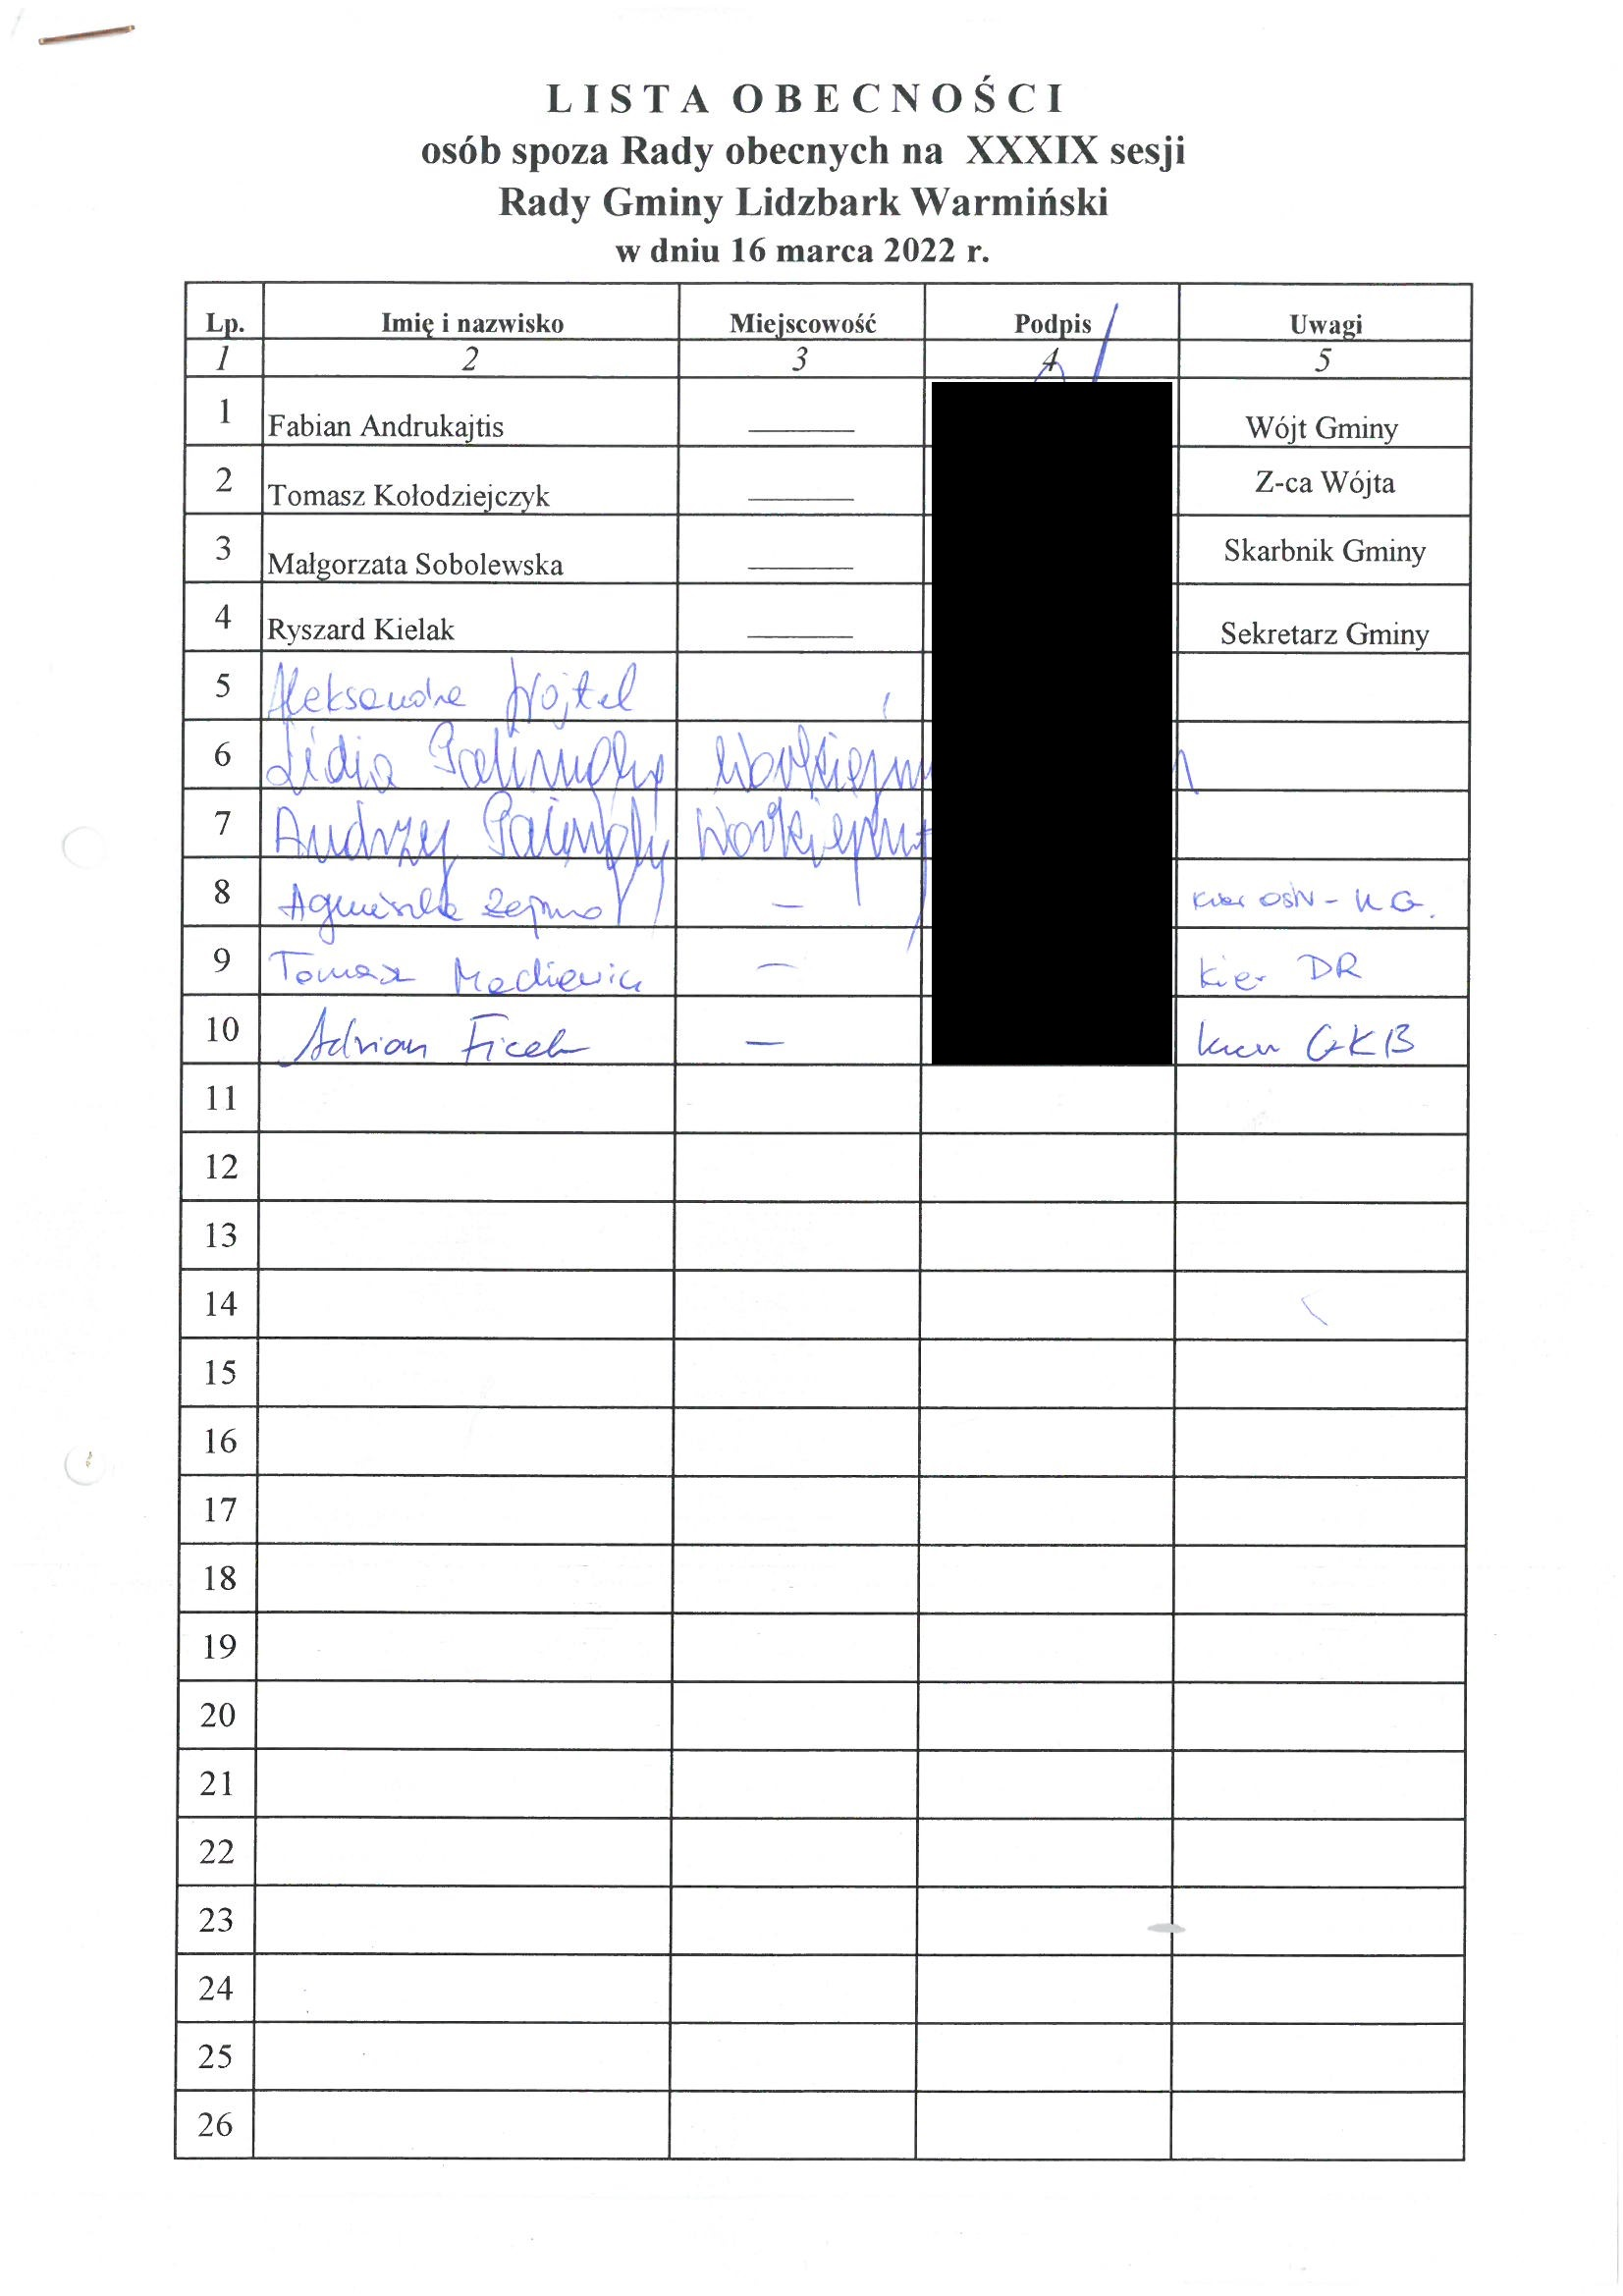 LISTA OBECNOŚCI
osób spoza Rady obecnych na XXXIX sesji
Rady Gminy Lidzbark Warmiński
w dniu 16 marca 2022 r.
Lp. Imię i nazwisko Miejscowość Podpis Uwagi
1 2 3 4 5
1 Fabian Andrukajtis Wójt Gminy
2 Tomasz Kołodziejczyk Z-ca Wójta
3 Małgorzata Sobolewska Skarbnik Gminy
4 Ryszard Kielak Sekretarz Gminy
5 Aleksandra Wojtel
6 Lidia
7 Andrzej
8 Agnieszka -
9 Tomasz Mackiewicz - Kier DR
10 Adrian Ficek - GKB
11
12
13
14
15
16
17
18
19
20
21
22
23
24
25
26